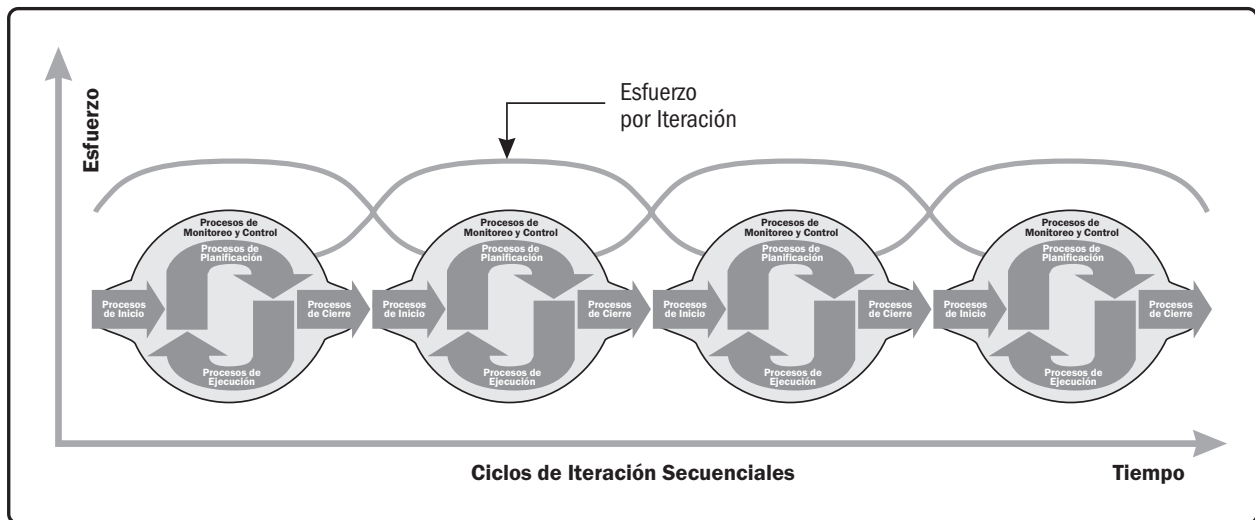 Esfuerzo
Esfuerzo
por Iteración
Procesos de
Monitoreo y Control
Procesos de
Planificación
Procesos
de Inicio
Procesos
de Cierre
Procesos de
Ejecución
Procesos de
Monitoreo y Control
Procesos de
Planificación
Procesos
de Inicio
Procesos
de Cierre
Procesos de
Ejecución
Procesos de
Monitoreo y Control
Procesos de
Planificación
Procesos
de Inicio
Procesos
de Cierre
Procesos de
Ejecución
Procesos de
Monitoreo y Control
Procesos de
Planificación
Procesos
de Inicio
Procesos
de Cierre
Procesos de
Ejecución
Ciclos de Iteración Secuenciales
Tiempo